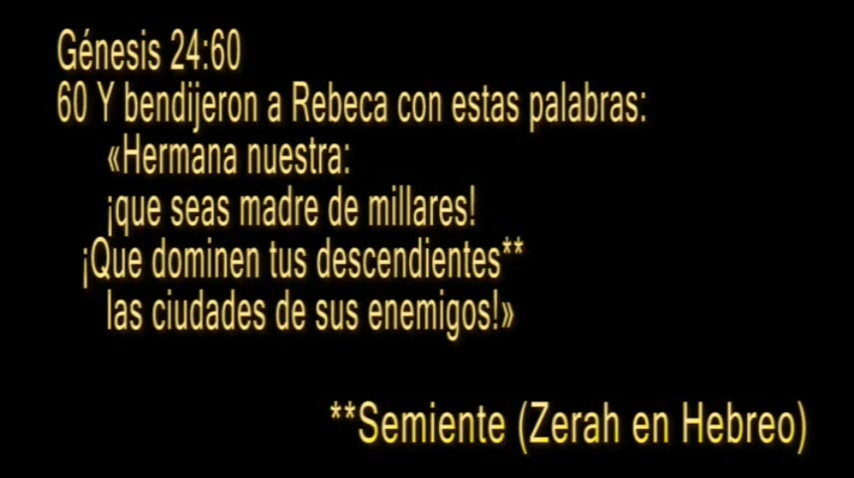 Génesis 24:60
60 Y bendijeron a Rebeca con estas palabras:
«Hermana nuestra:
¡que seas madre de millares!
¡Que dominen tus descendientes**
las ciudades de sus enemigos!»
**Semiente (Zerah en Hebreo)